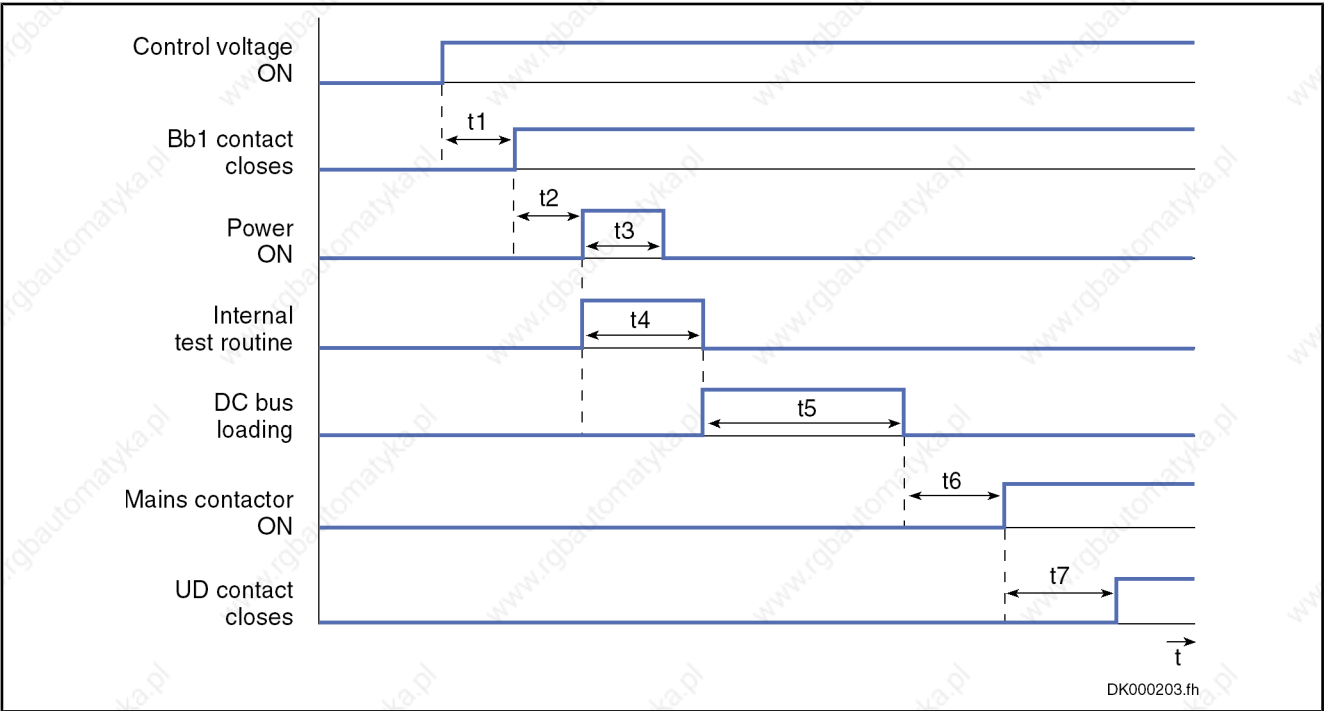 Control voltage
ON
t1
Bb1 contact
closes
t2
Power
ON
t3
Internal
test routine
t4
DC bus
loading
t5
Mains contactor
ON
t6
UD contact
closes
t7
t
DK000203.fh
www.rgbautomatyka.pl